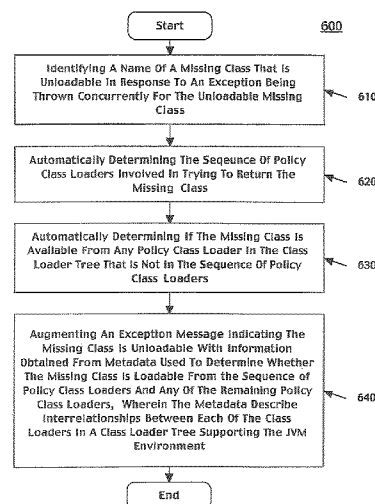 Start
600
Identifying A Name Of A Missing Class That Is
Unloadable In Response To An Exception Being
Thrown Concurrently For The Unloadable Missing
Class
610
Automatically Determining The Seqeunce Of Policy
Class Loaders Involved In Trying To Return The
Missing Class
620
Automatically Determining If The Missing Class Is
Available From Any Policy Class Loader In The Class
Loader Tree That Is Not In The Sequence Of Policy
Class Loaders
630
Augmenting An Exception Message Indicating The
Missing Class Is Unloadable With Information
Obtained From Metadata Used To Determine Whether
The Missing Class Is Loadable From the Sequence of
Policy Class Loaders And Any Of The Remaining Policy
Class Loaders, Wherein The Metadata Describe
Interrelationships Between Each Of The Class
Loaders In A Class Loader Tree Supporting The JVM
Environment
640
End